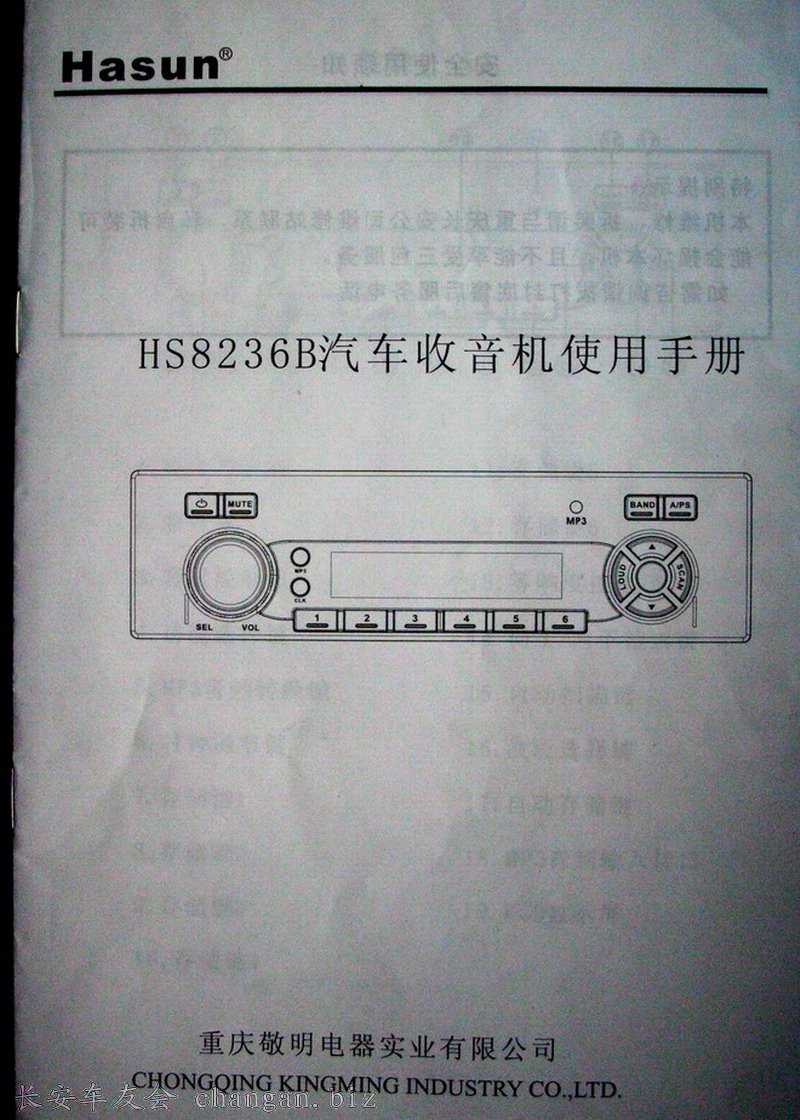 Hasun®
HS8236B汽车收音机使用手册
MUTE
MP3
BAND
A/PS
MP3
CLK
LOUD
SCAN
1
2
3
4
5
6
SEL
VOL
重庆敬明电器实业有限公司
CHONGQING KINGMING INDUSTRY CO.,LTD.
长安车友会 changan.biz